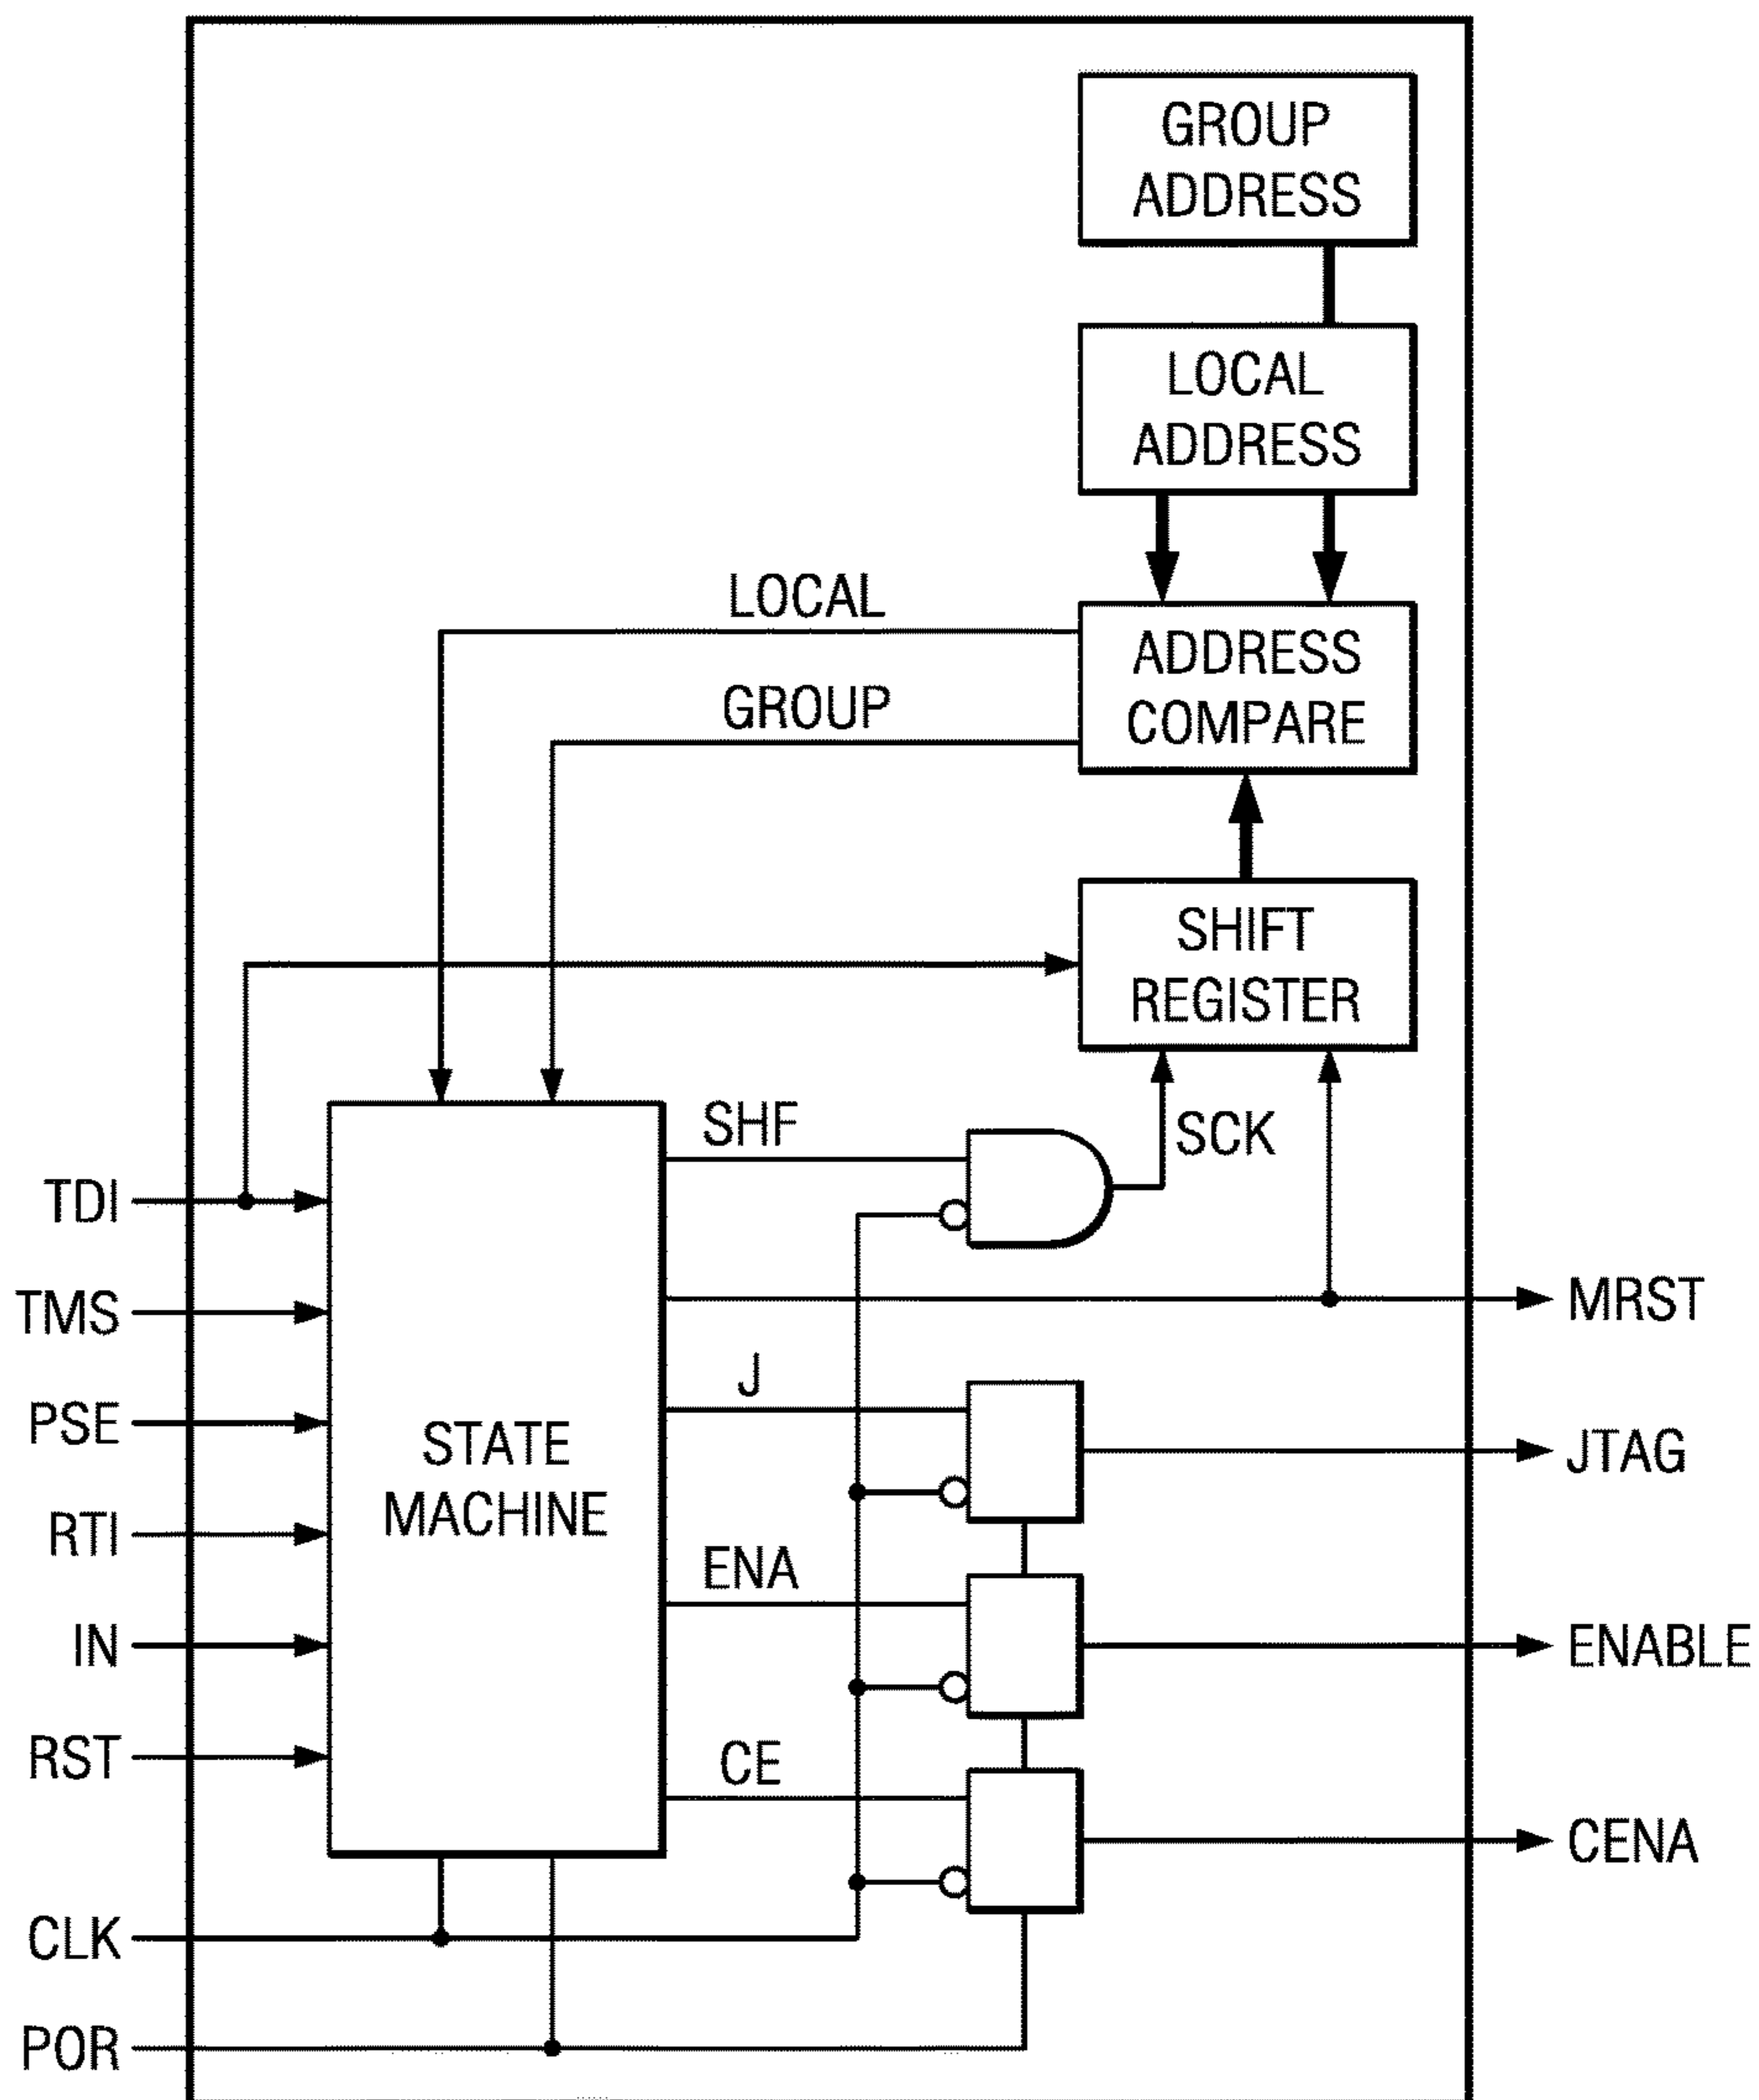 GROUP
ADDRESS
LOCAL
ADDRESS
LOCAL
ADDRESS
COMPARE
GROUP
SHIFT
REGISTER
SHF
SCK
TDI
TMS
MRST
J
PSE
STATE
MACHINE
JTAG
RTI
ENA
IN
ENABLE
RST
CE
CENA
CLK
POR